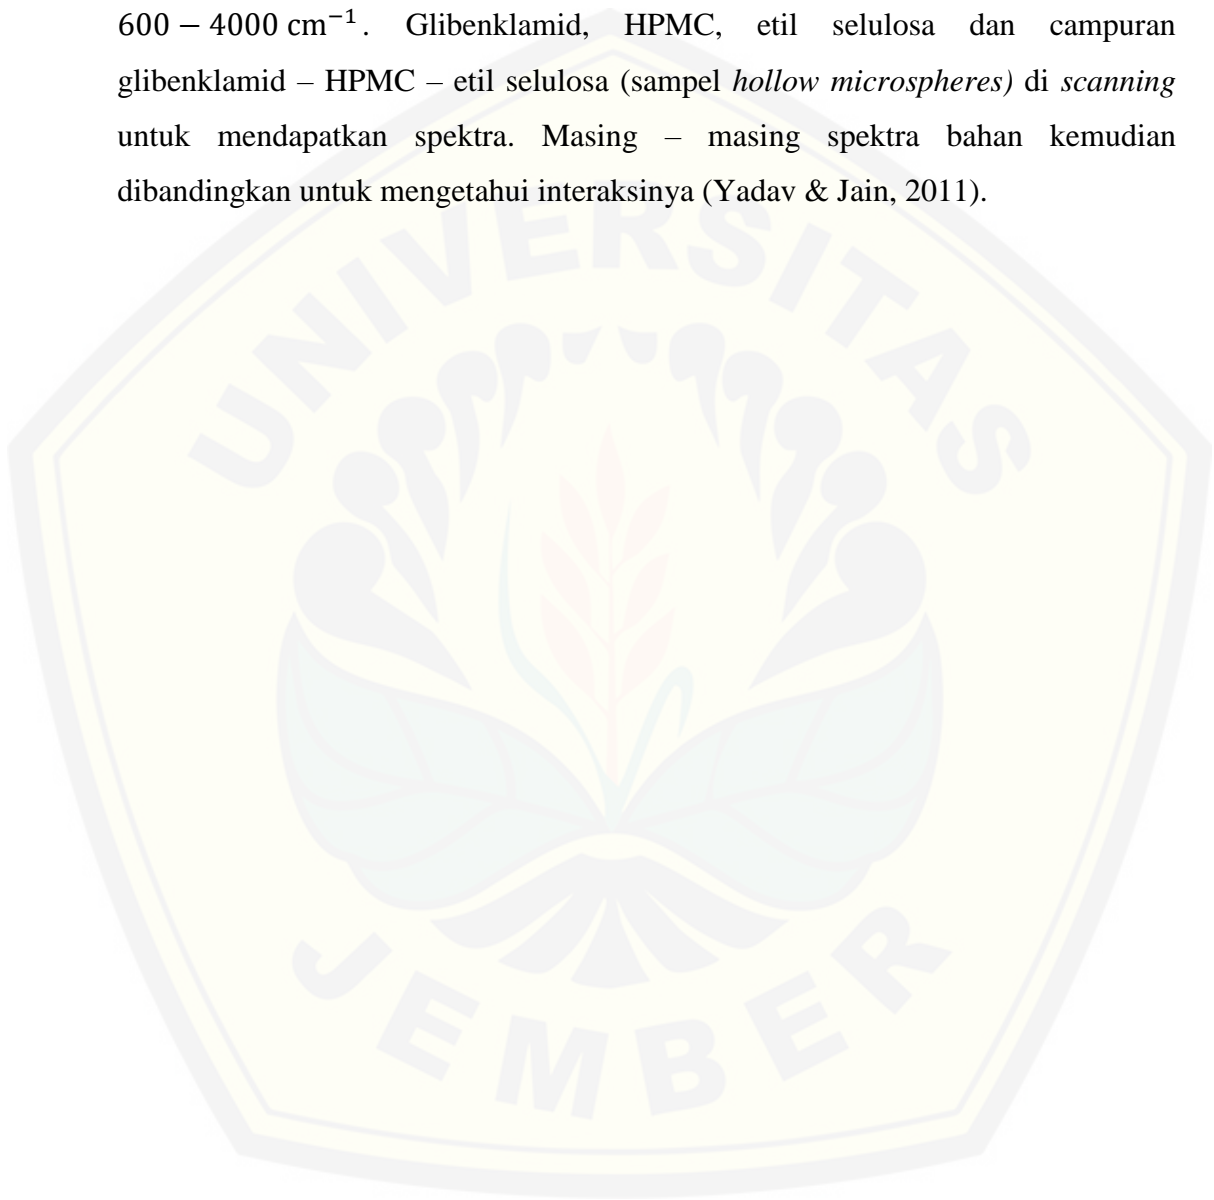 600 − 4000 cm⁻¹. Glibenklamid, HPMC, etil selulosa dan campuran
glibenklamid – HPMC – etil selulosa (sampel hollow microspheres) di scanning
untuk mendapatkan spektra. Masing – masing spektra bahan kemudian
dibandingkan untuk mengetahui interaksinya (Yadav & Jain, 2011).
UNIVERSITAS
JEMBER